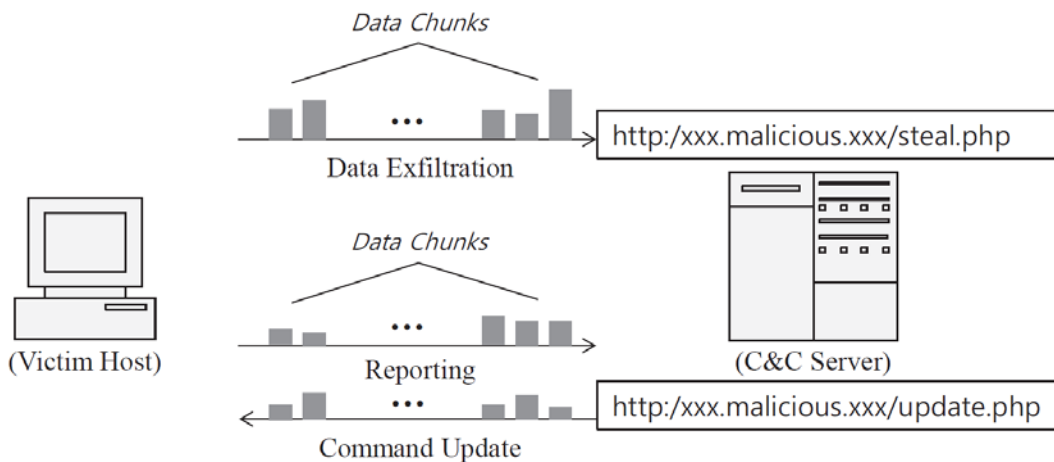 Data Chunks
http:/xxx.malicious.xxx/steal.php
Data Exfiltration
Data Chunks
(Victim Host)
Reporting
(C&C Server)
http:/xxx.malicious.xxx/update.php
Command Update